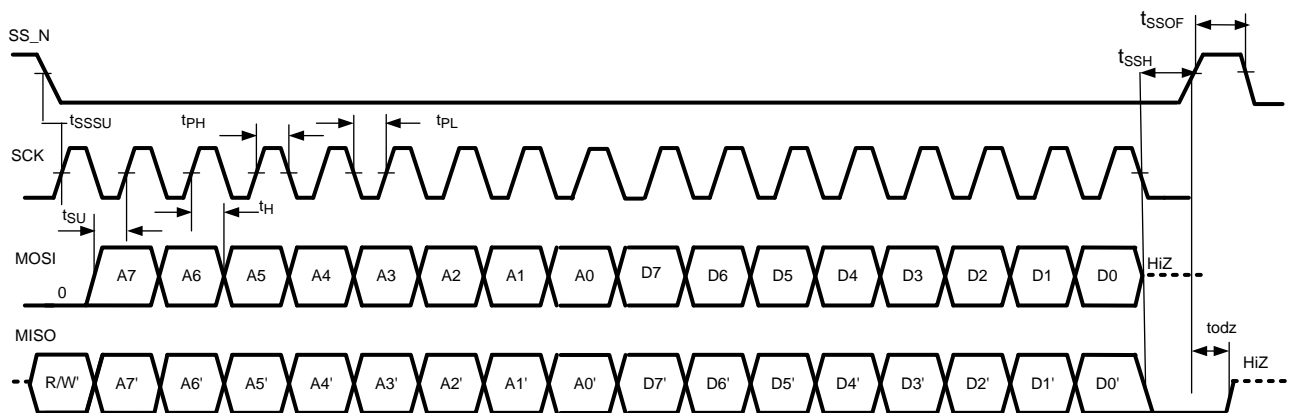 tSSOF
SS_N
tSSH
tSSSU tPH tPL
SCK
tSU tH
MOSI
0 A7 A6 A5 A4 A3 A2 A1 A0 D7 D6 D5 D4 D3 D2 D1 D0 HiZ
MISO
todz
R/W' A7' A6' A5' A4' A3' A2' A1' A0' D7' D6' D5' D4' D3' D2' D1' D0' HiZ